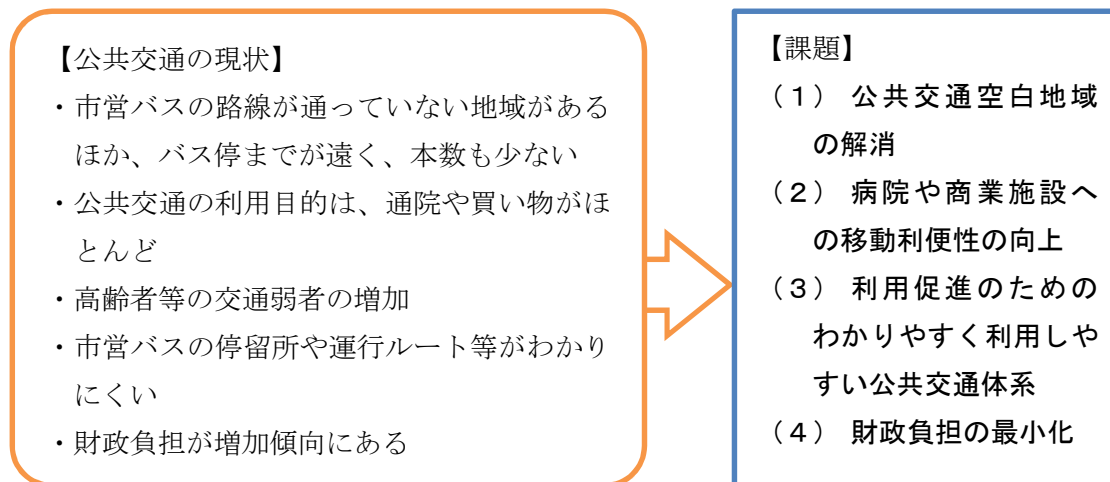 【公共交通の現状】
・市営バスの路線が通っていない地域がある
ほか、バス停までが遠く、本数も少ない
・公共交通の利用目的は、通院や買い物がほ
とんど
・高齢者等の交通弱者の増加
・市営バスの停留所や運行ルート等がわかり
にくい
・財政負担が増加傾向にある
【課題】
（１） 公共交通空白地域
の解消
（２） 病院や商業施設へ
の移動利便性の向上
（３） 利用促進のための
わかりやすく利用しや
すい公共交通体系
（４） 財政負担の最小化